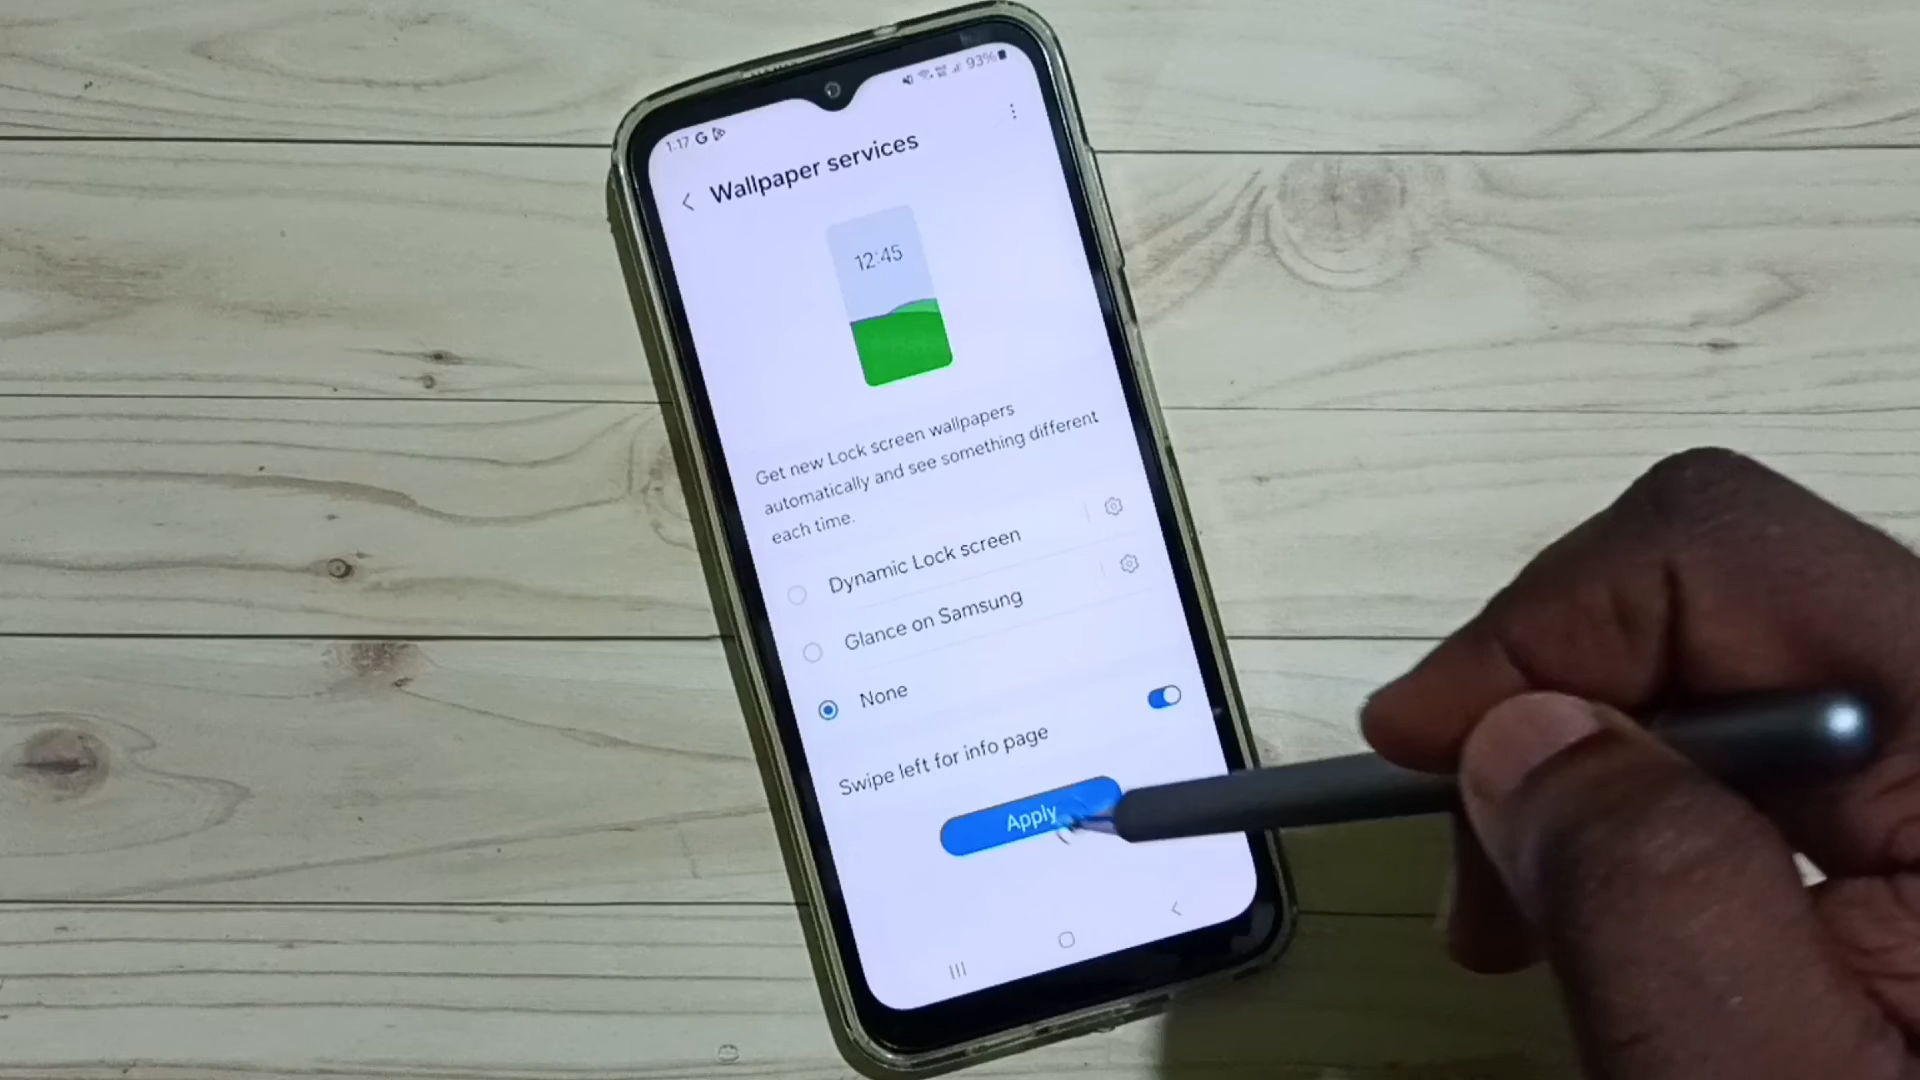 1:17 G
93%
Wallpaper services
12:45
Get new Lock screen wallpapers
automatically and see something different
each time.
Dynamic Lock screen
Glance on Samsung
None
Swipe left for info page
Apply